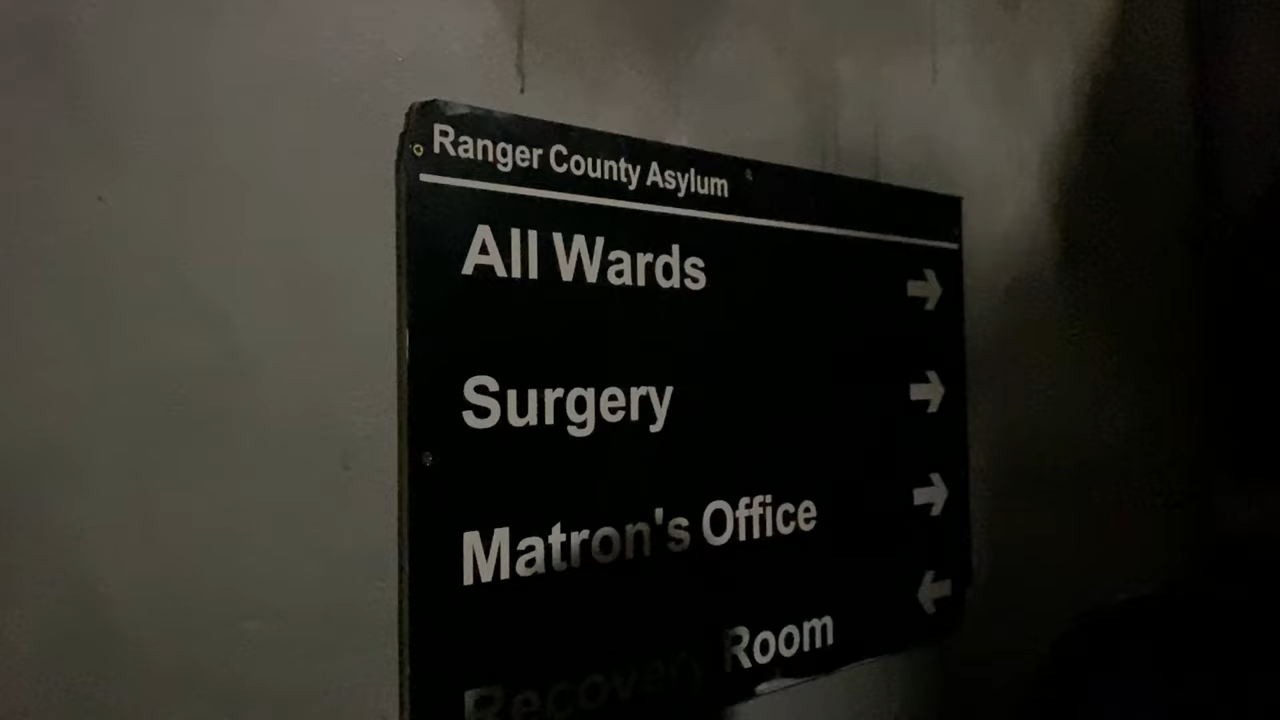 Ranger County Asylum
All Wards
Surgery
Matron's Office
Recovery Room